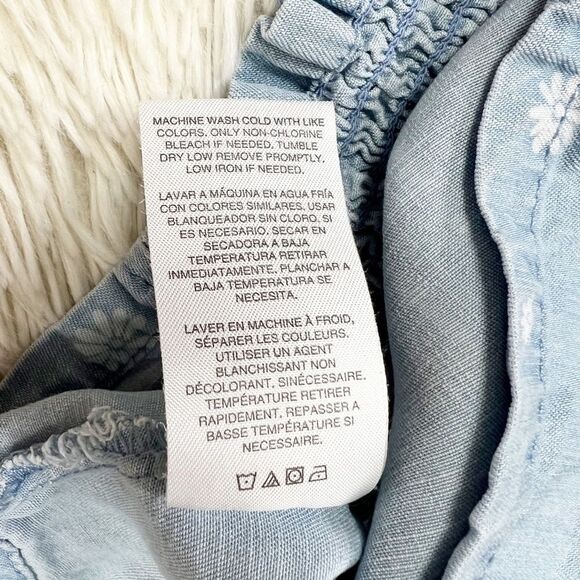 MACHINE WASH COLD WITH LIKE
COLORS. ONLY NON-CHLORINE
BLEACH IF NEEDED. TUMBLE
DRY LOW REMOVE PROMPTLY.
LOW IRON IF NEEDED.
LAVAR A MÁQUINA EN AGUA FRÍA
CON COLORES SIMILARES. USAR
BLANQUEADOR SIN CLORO. SI
ES NECESARIO. SECAR EN
SECADORA A BAJA
TEMPERATURA RETIRAR
INMEDIATAMENTE. PLANCHAR A
BAJA TEMPERATURA SE
NECESITA.
LAVER EN MACHINE À FROID,
SÉPARER LES COULEURS.
UTILISER UN AGENT
BLANCHISSANT NON
DÉCOLORANT. SINÉCESSAIRE.
TEMPÉRATURE RETIRER
RAPIDEMENT. REPASSER A
BASSE TEMPÉRATURE SI
NÉCESSAIRE.